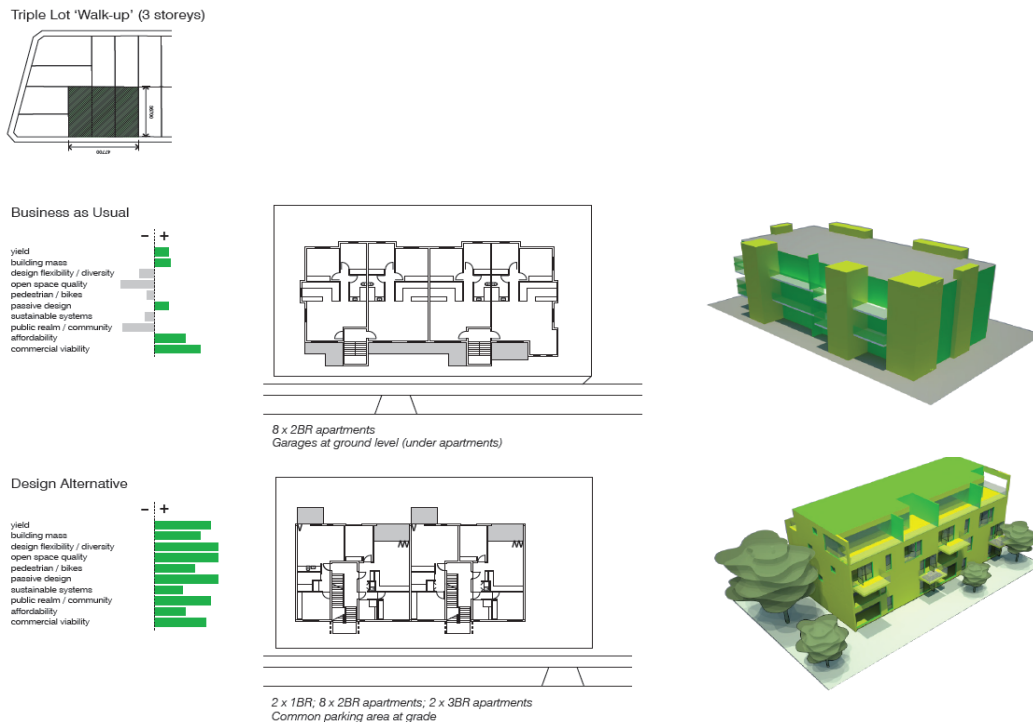 Triple Lot ‘Walk-up’ (3 storeys)
Business as Usual
− +
yield
building mass
design flexibility / diversity
open space quality
pedestrian / bikes
passive design
sustainable systems
public realm / community
affordability
commercial viability
8 x 2BR apartments
Garages at ground level (under apartments)
Design Alternative
− +
yield
building mass
design flexibility / diversity
open space quality
pedestrian / bikes
passive design
sustainable systems
public realm / community
affordability
commercial viability
2 x 1BR; 8 x 2BR apartments; 2 x 3BR apartments
Common parking area at grade